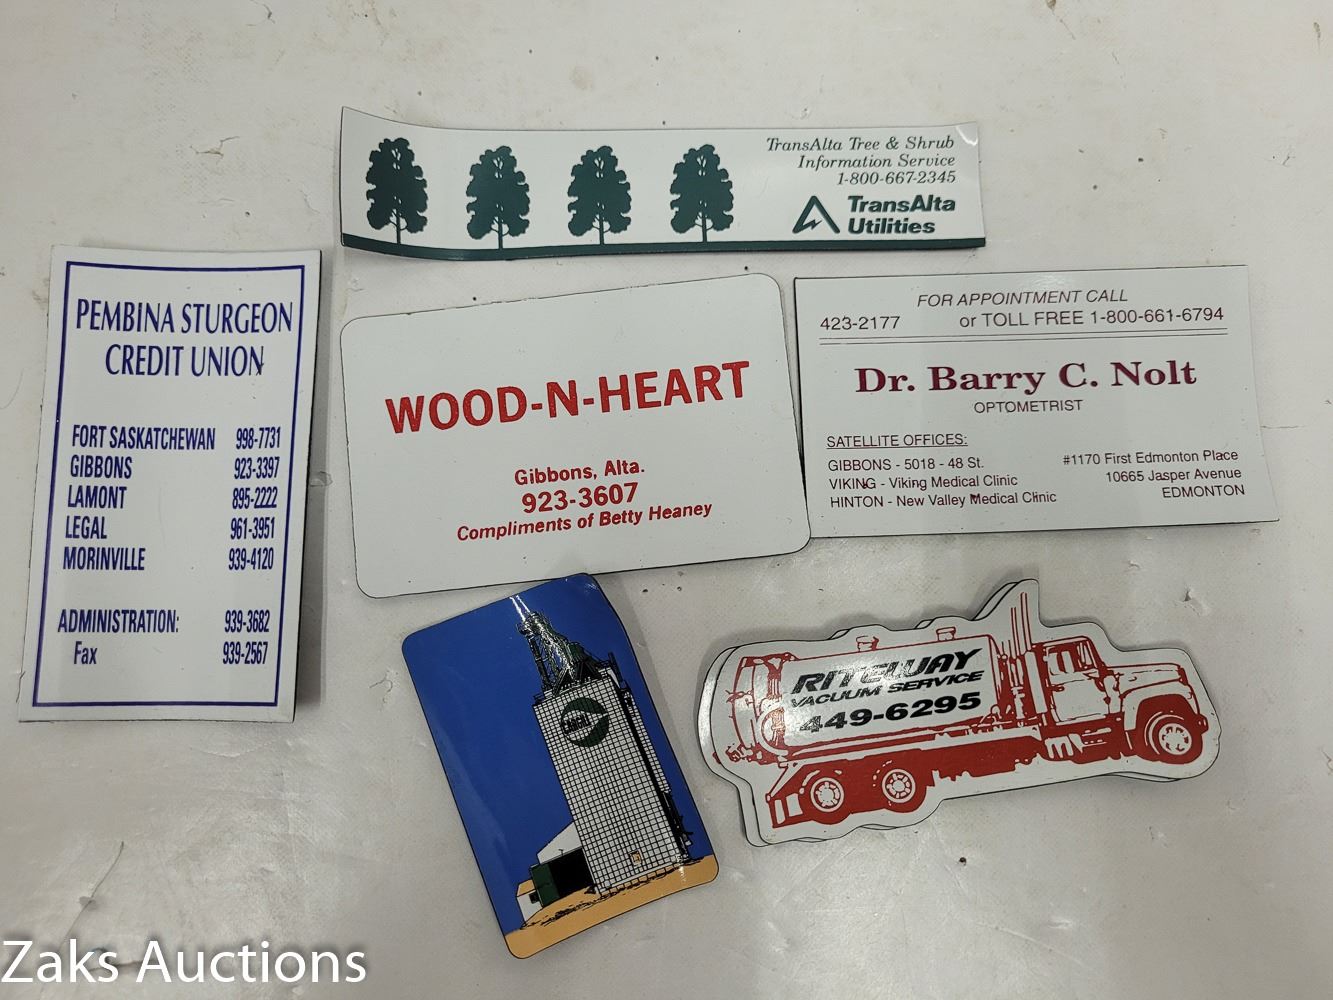 TransAlta Tree & Shrub
Information Service
1-800-667-2345
TransAlta
Utilities
PEMBINA STURGEON
CREDIT UNION
FORT SASKATCHEWAN 998-7731
GIBBONS 923-3397
LAMONT 895-2222
LEGAL 961-3951
MORINVILLE 939-4120
ADMINISTRATION: 939-3682
Fax 939-2567
WOOD-N-HEART
Gibbons, Alta.
923-3607
Compliments of Betty Heaney
FOR APPOINTMENT CALL
423-2177 or TOLL FREE 1-800-661-6794
Dr. Barry C. Nolt
OPTOMETRIST
SATELLITE OFFICES:
GIBBONS - 5018 - 48 St.
VIKING - Viking Medical Clinic
HINTON - New Valley Medical Clinic
#1170 First Edmonton Place
10665 Jasper Avenue
EDMONTON
RITEWAY
VACUUM SERVICE
449-6295
Zaks Auctions